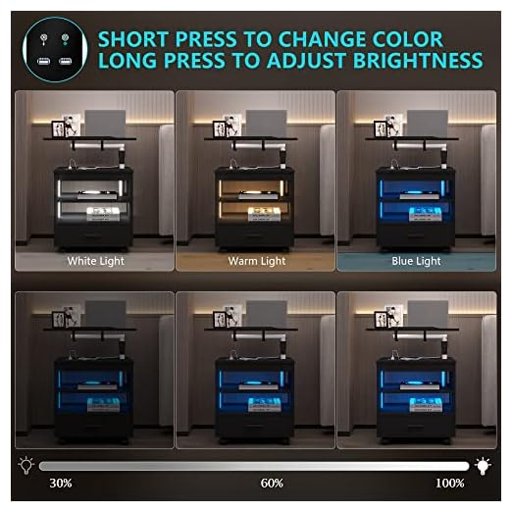 SHORT PRESS TO CHANGE COLOR
LONG PRESS TO ADJUST BRIGHTNESS
White Light
Warm Light
Blue Light
30%
60%
100%